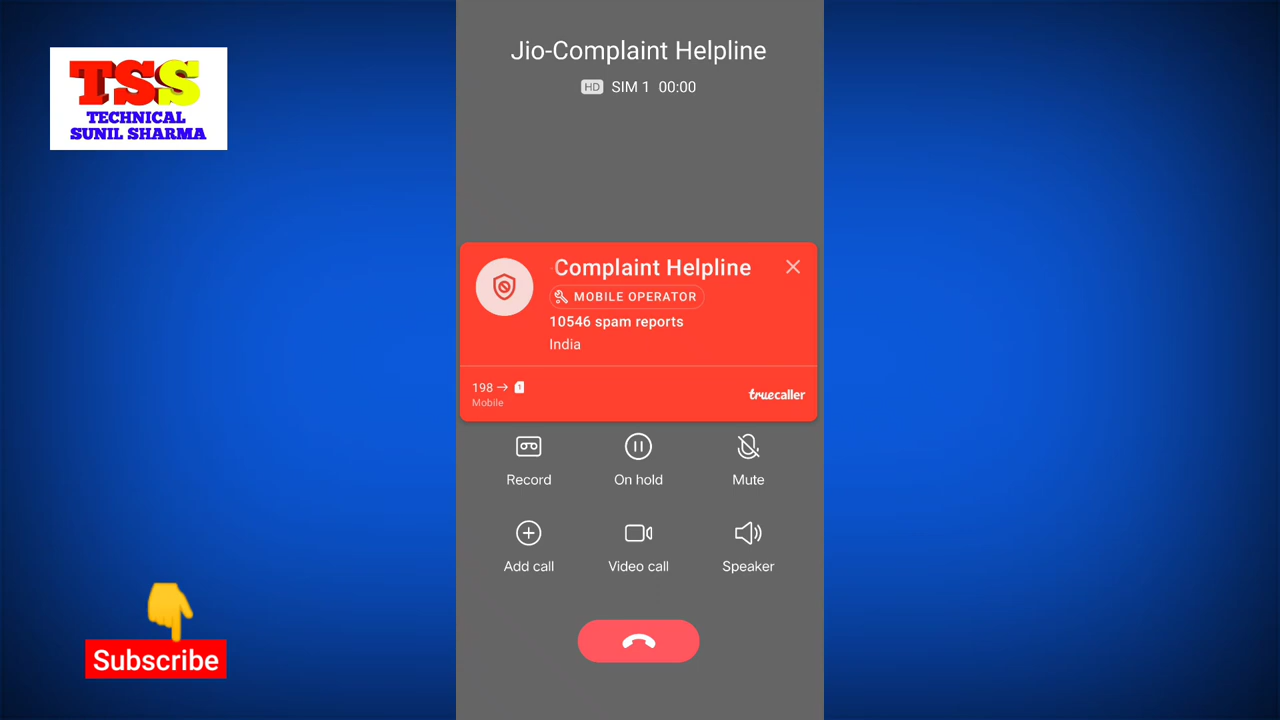 TSS
TECHNICAL
SUNIL SHARMA
Jio-Complaint Helpline
HD SIM 1 00:00
Complaint Helpline
MOBILE OPERATOR
10546 spam reports
India
198 → 1
Mobile
truecaller
Record
On hold
Mute
Add call
Video call
Speaker
Subscribe